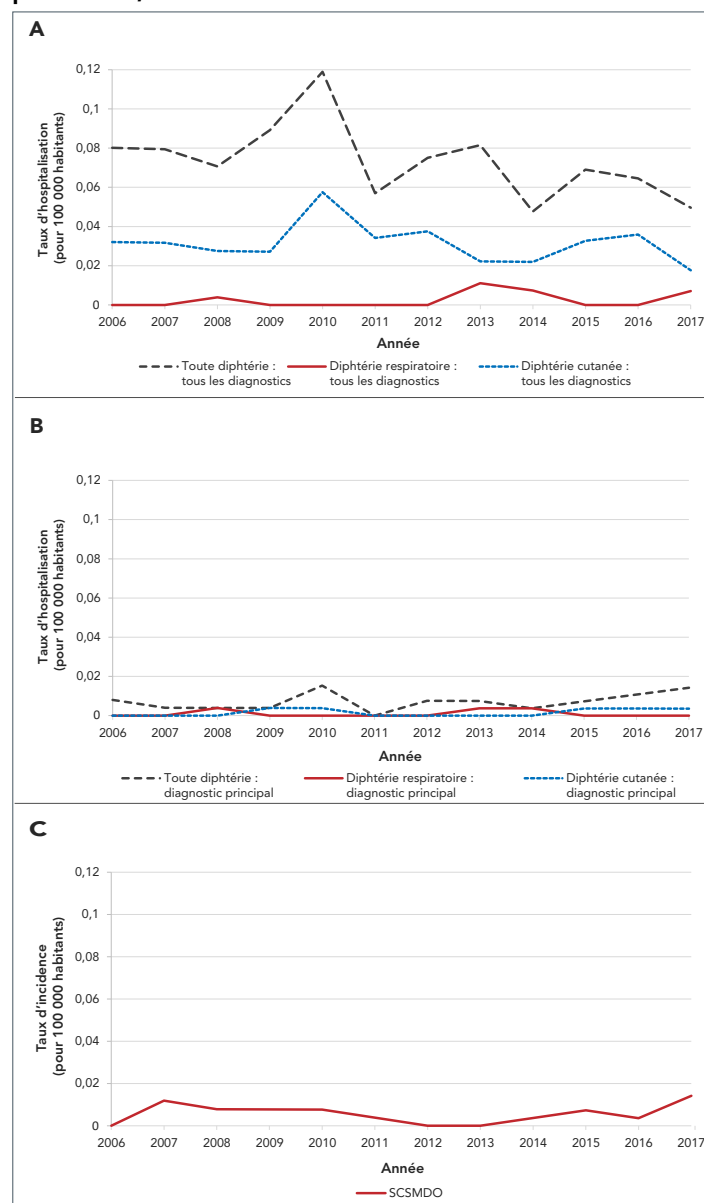 A
Taux d'hospitalisation
(pour 100 000 habitants)
0,12
0,1
0,08
0,06
0,04
0,02
0
2006 2007 2008 2009 2010 2011 2012 2013 2014 2015 2016 2017
Année
Toute diphtérie : Diphtérie respiratoire : Diphtérie cutanée :
tous les diagnostics tous les diagnostics tous les diagnostics
B
Taux d'hospitalisation
(pour 100 000 habitants)
0,12
0,1
0,08
0,06
0,04
0,02
0
2006 2007 2008 2009 2010 2011 2012 2013 2014 2015 2016 2017
Année
Toute diphtérie : Diphtérie respiratoire : Diphtérie cutanée :
diagnostic principal diagnostic principal diagnostic principal
C
Taux d'incidence
(pour 100 000 habitants)
0,12
0,1
0,08
0,06
0,04
0,02
0
2006 2007 2008 2009 2010 2011 2012 2013 2014 2015 2016 2017
Année
SCSMDO